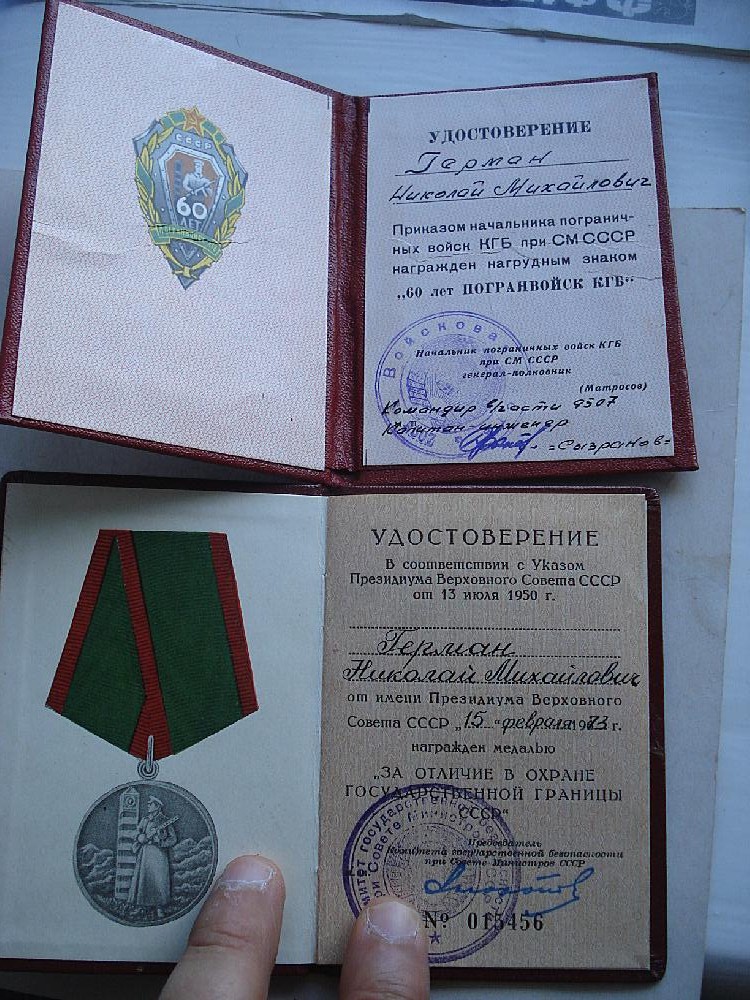 СССР
60
ЛЕТ
УДОСТОВЕРЕНИЕ
Герман
Николай Михайлович
Приказом начальника погранич-
ных войск КГБ при СМ СССР
награжден нагрудным знаком
„60 лет ПОГРАНВОЙСК КГБ“
Войскова
Начальник пограничных войск КГБ
при СМ СССР
генерал-полковник
(Матросов)
Командир в/части 9507
Капитан-инженер
=Сызранов=
УДОСТОВЕРЕНИЕ
В соответствии с Указом
Президиума Верховного Совета СССР
от 13 июля 1950 г.
Герман
Николай Михайлович
от имени Президиума Верховного
Совета СССР „15“ февраля 1973 г.
награжден медалью
„ЗА ОТЛИЧИЕ В ОХРАНЕ
ГОСУДАРСТВЕННОЙ ГРАНИЦЫ
СССР“
Председатель
Комитета государственной безопасности
при Совете Министров СССР
№ 015456